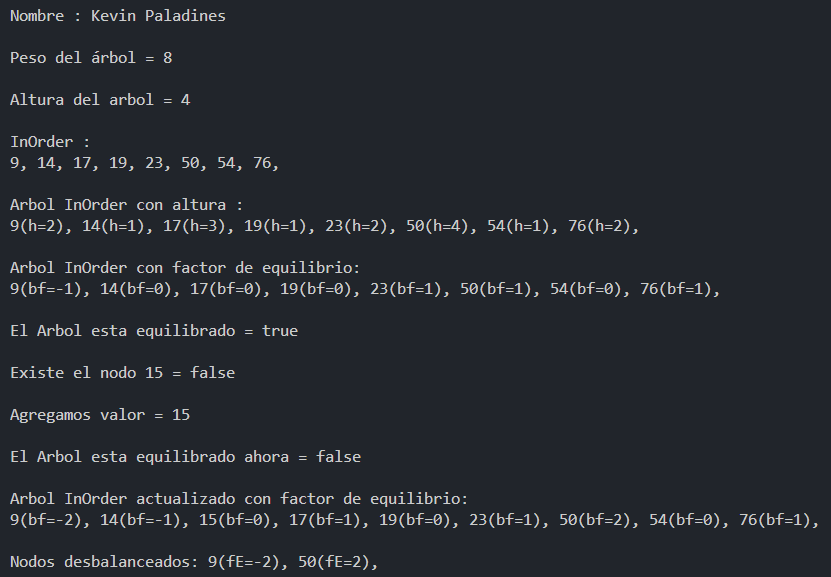 Nombre : Kevin Paladines
Peso del árbol = 8
Altura del arbol = 4
InOrder :
9, 14, 17, 19, 23, 50, 54, 76,
Arbol InOrder con altura :
9(h=2), 14(h=1), 17(h=3), 19(h=1), 23(h=2), 50(h=4), 54(h=1), 76(h=2),
Arbol InOrder con factor de equilibrio:
9(bf=-1), 14(bf=0), 17(bf=0), 19(bf=0), 23(bf=1), 50(bf=1), 54(bf=0), 76(bf=1),
El Arbol esta equilibrado = true
Existe el nodo 15 = false
Agregamos valor = 15
El Arbol esta equilibrado ahora = false
Arbol InOrder actualizado con factor de equilibrio:
9(bf=-2), 14(bf=-1), 15(bf=0), 17(bf=1), 19(bf=0), 23(bf=1), 50(bf=2), 54(bf=0), 76(bf=1),
Nodos desbalanceados: 9(fE=-2), 50(fE=2),